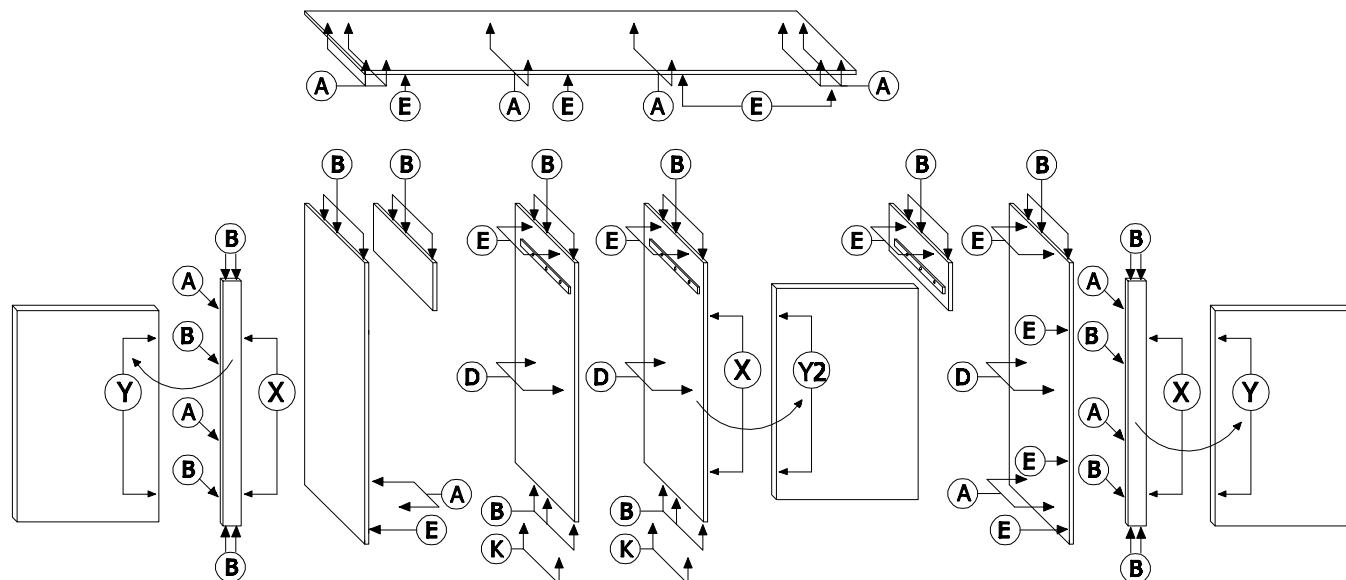 A E A E A E A
B B B B B B
B E E E E B
A A
B E B
Y X D D X Y2 D X Y
A A
B E B
A A
B B B
E E
K K
B B